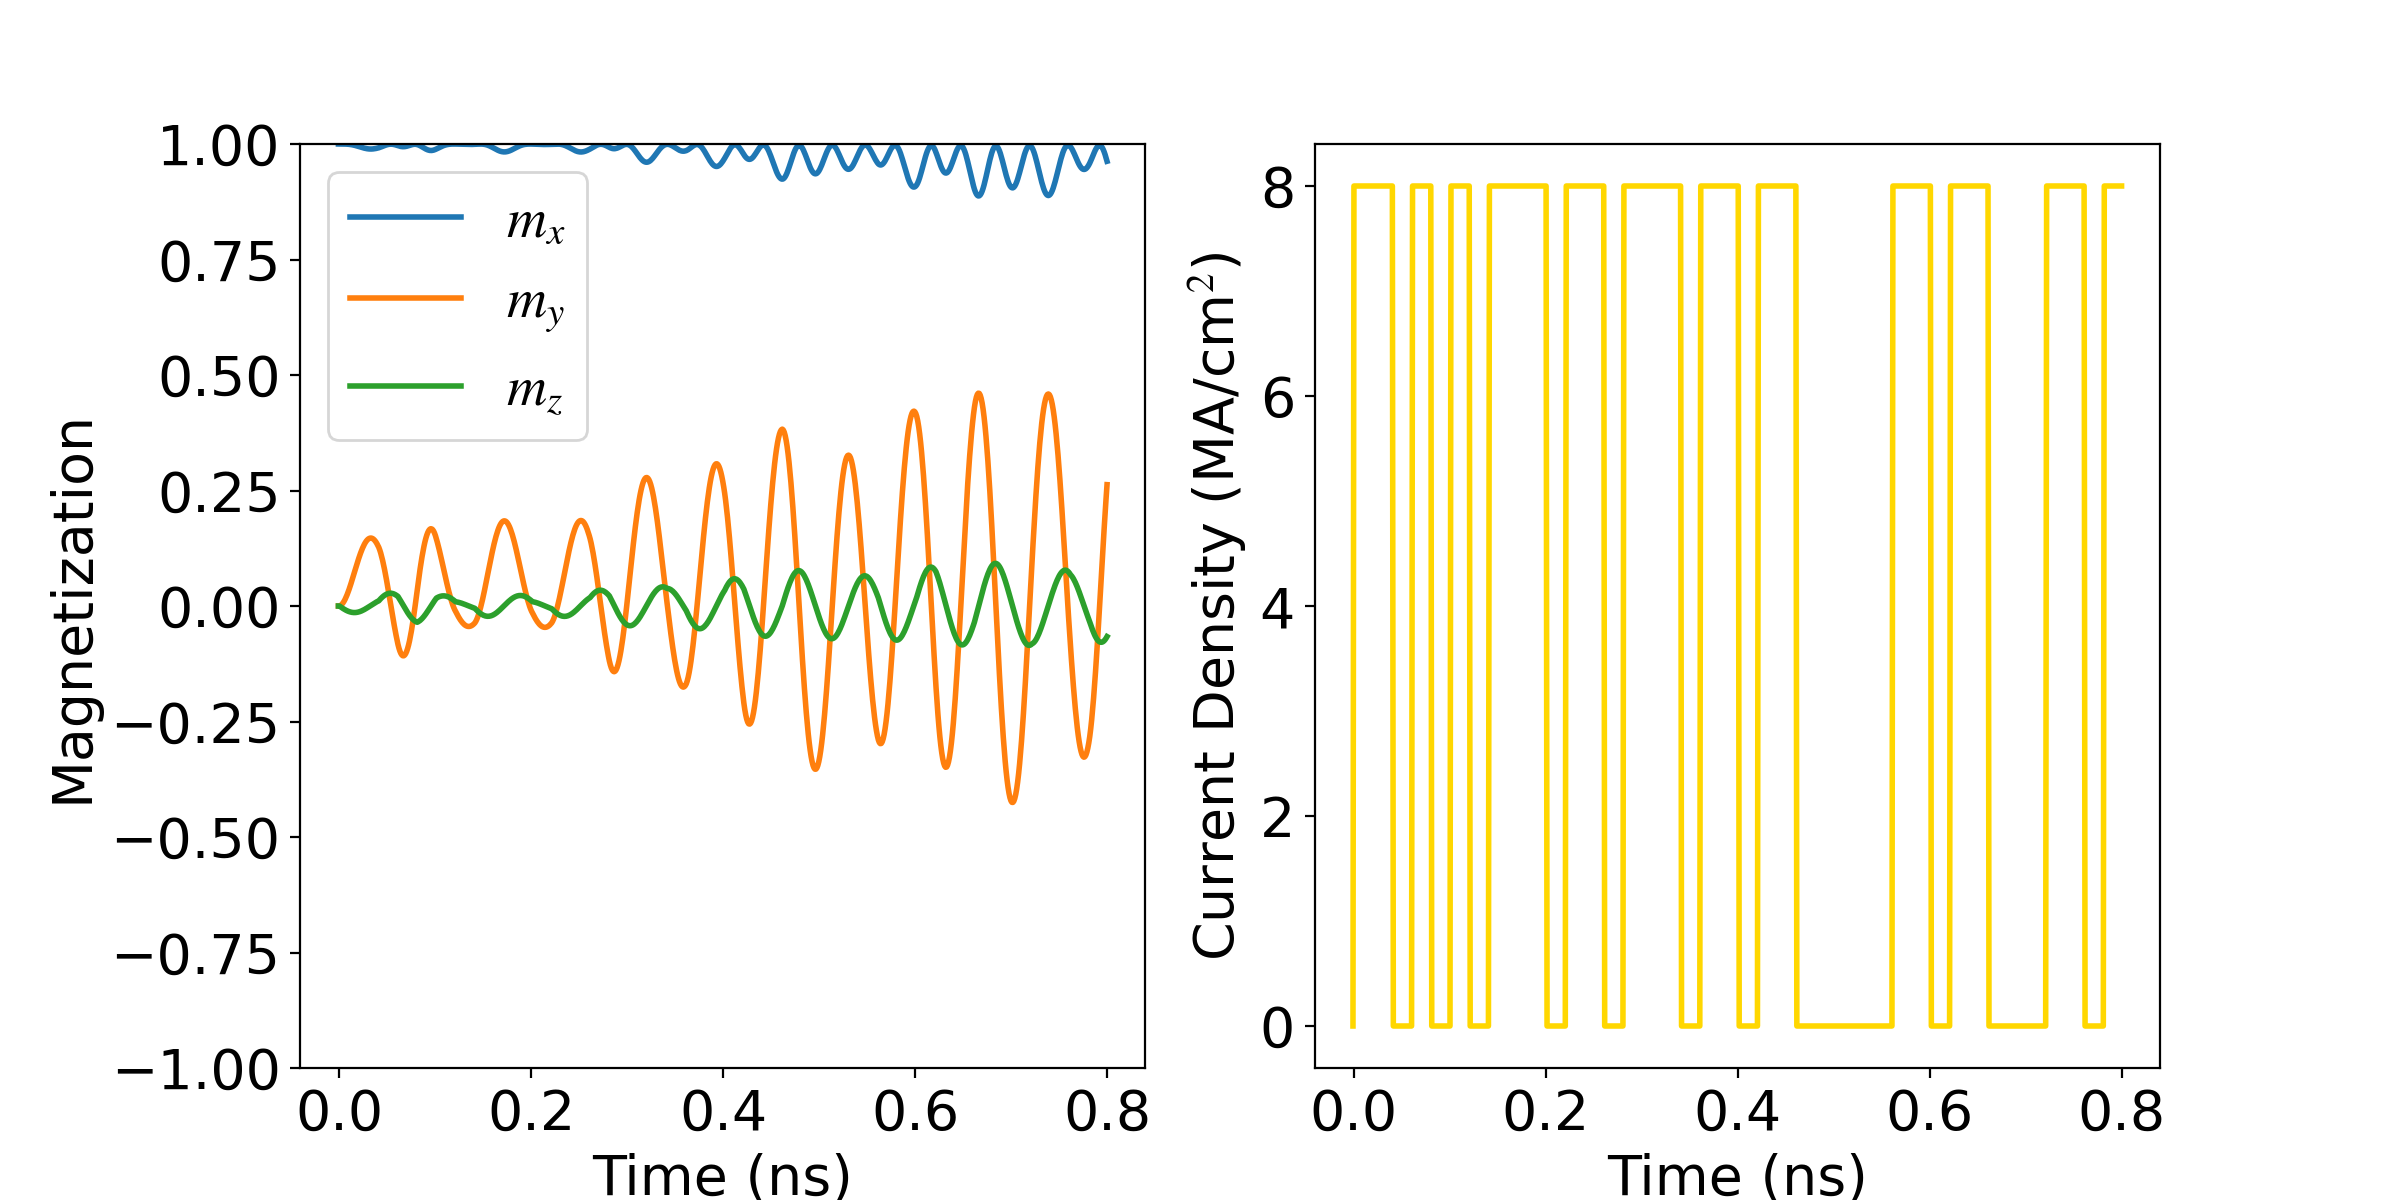 1.00
0.75
0.50
0.25
0.00
−0.25
−0.50
−0.75
−1.00
Magnetization
m_x
m_y
m_z
0.0 0.2 0.4 0.6 0.8
Time (ns)
8
6
4
2
0
Current Density (MA/cm²)
0.0 0.2 0.4 0.6 0.8
Time (ns)